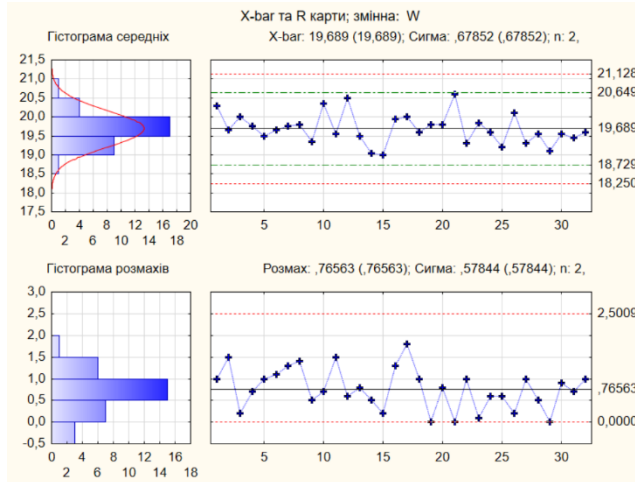 X-bar та R карти; змінна: W
Гістограма середніх
X-bar: 19,689 (19,689); Сигма: ,67852 (,67852); n: 2,
21,5
21,0
20,5
20,0
19,5
19,0
18,5
18,0
17,5
0 4 8 12 16 20
2 6 10 14 18
21,128
20,649
19,689
18,729
18,250
5 10 15 20 25 30
Гістограма розмахів
Розмах: ,76563 (,76563); Сигма: ,57844 (,57844); n: 2,
3,0
2,5
2,0
1,5
1,0
0,5
0,0
-0,5
0 4 8 12 16
2 6 10 14 18
2,5009
,76563
0,0000
5 10 15 20 25 30